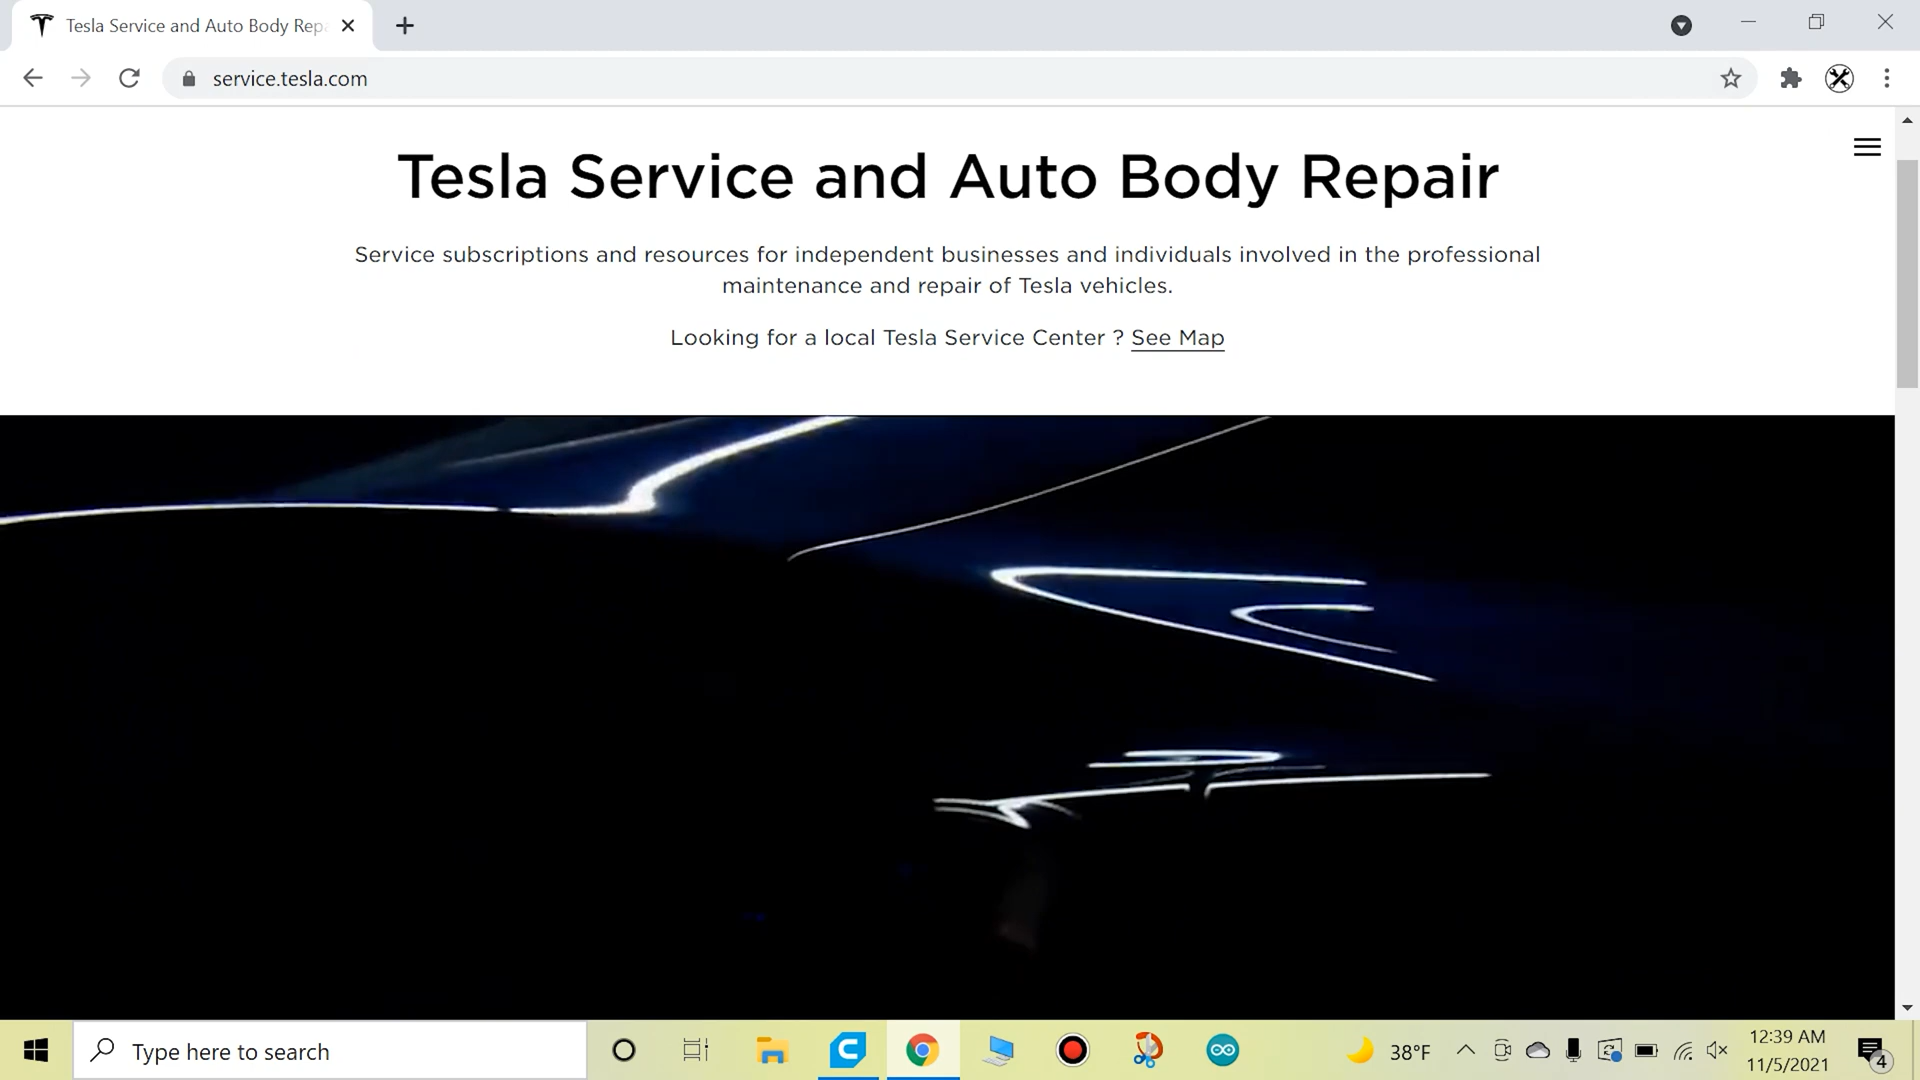 Tesla Service and Auto Body Rep
service.tesla.com
Tesla Service and Auto Body Repair
Service subscriptions and resources for independent businesses and individuals involved in the professional
maintenance and repair of Tesla vehicles.
Looking for a local Tesla Service Center ? See Map
Type here to search
38°F
12:39 AM
11/5/2021
4